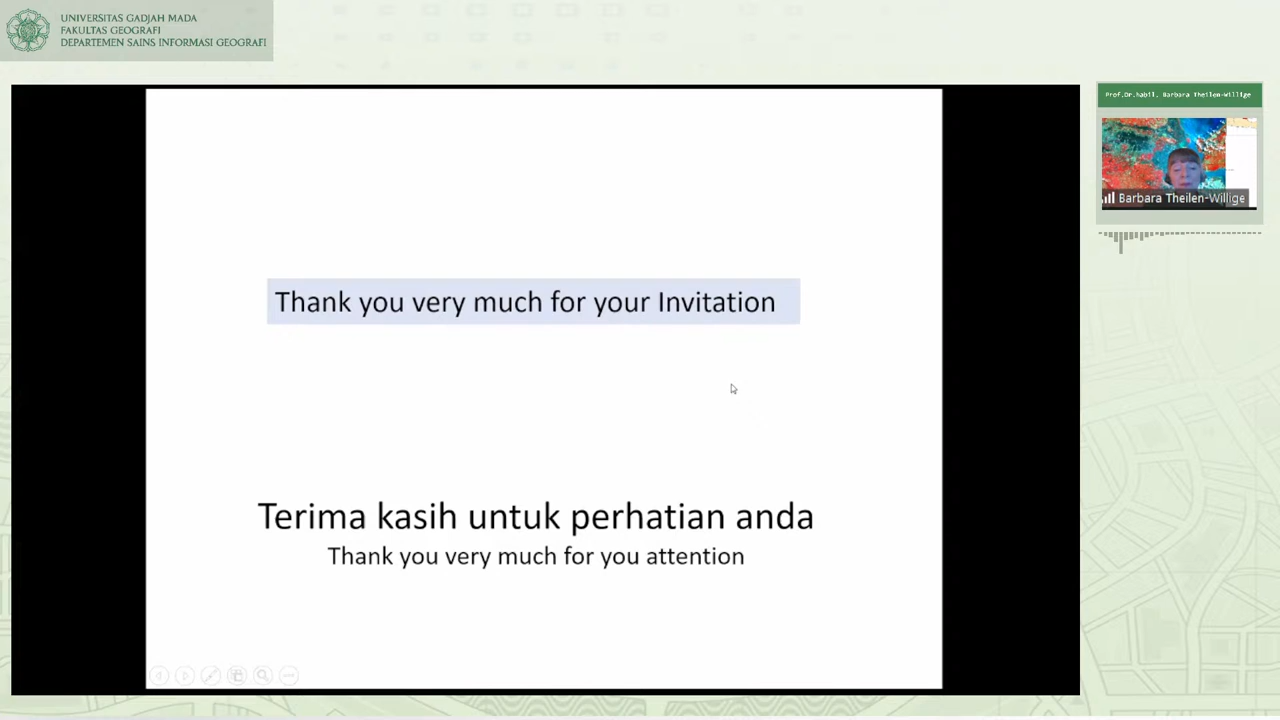 UNIVERSITAS GADJAH MADA
FAKULTAS GEOGRAFI
DEPARTEMEN SAINS INFORMASI GEOGRAFI
Prof.Dr.habil. Barbara Theilen-Willige
Barbara Theilen-Willige
Thank you very much for your Invitation
Terima kasih untuk perhatian anda
Thank you very much for you attention